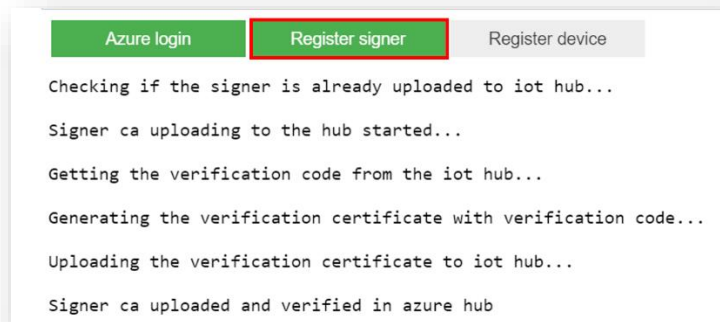 Azure login Register signer Register device
Checking if the signer is already uploaded to iot hub...
Signer ca uploading to the hub started...
Getting the verification code from the iot hub...
Generating the verification certificate with verification code...
Uploading the verification certificate to iot hub...
Signer ca uploaded and verified in azure hub